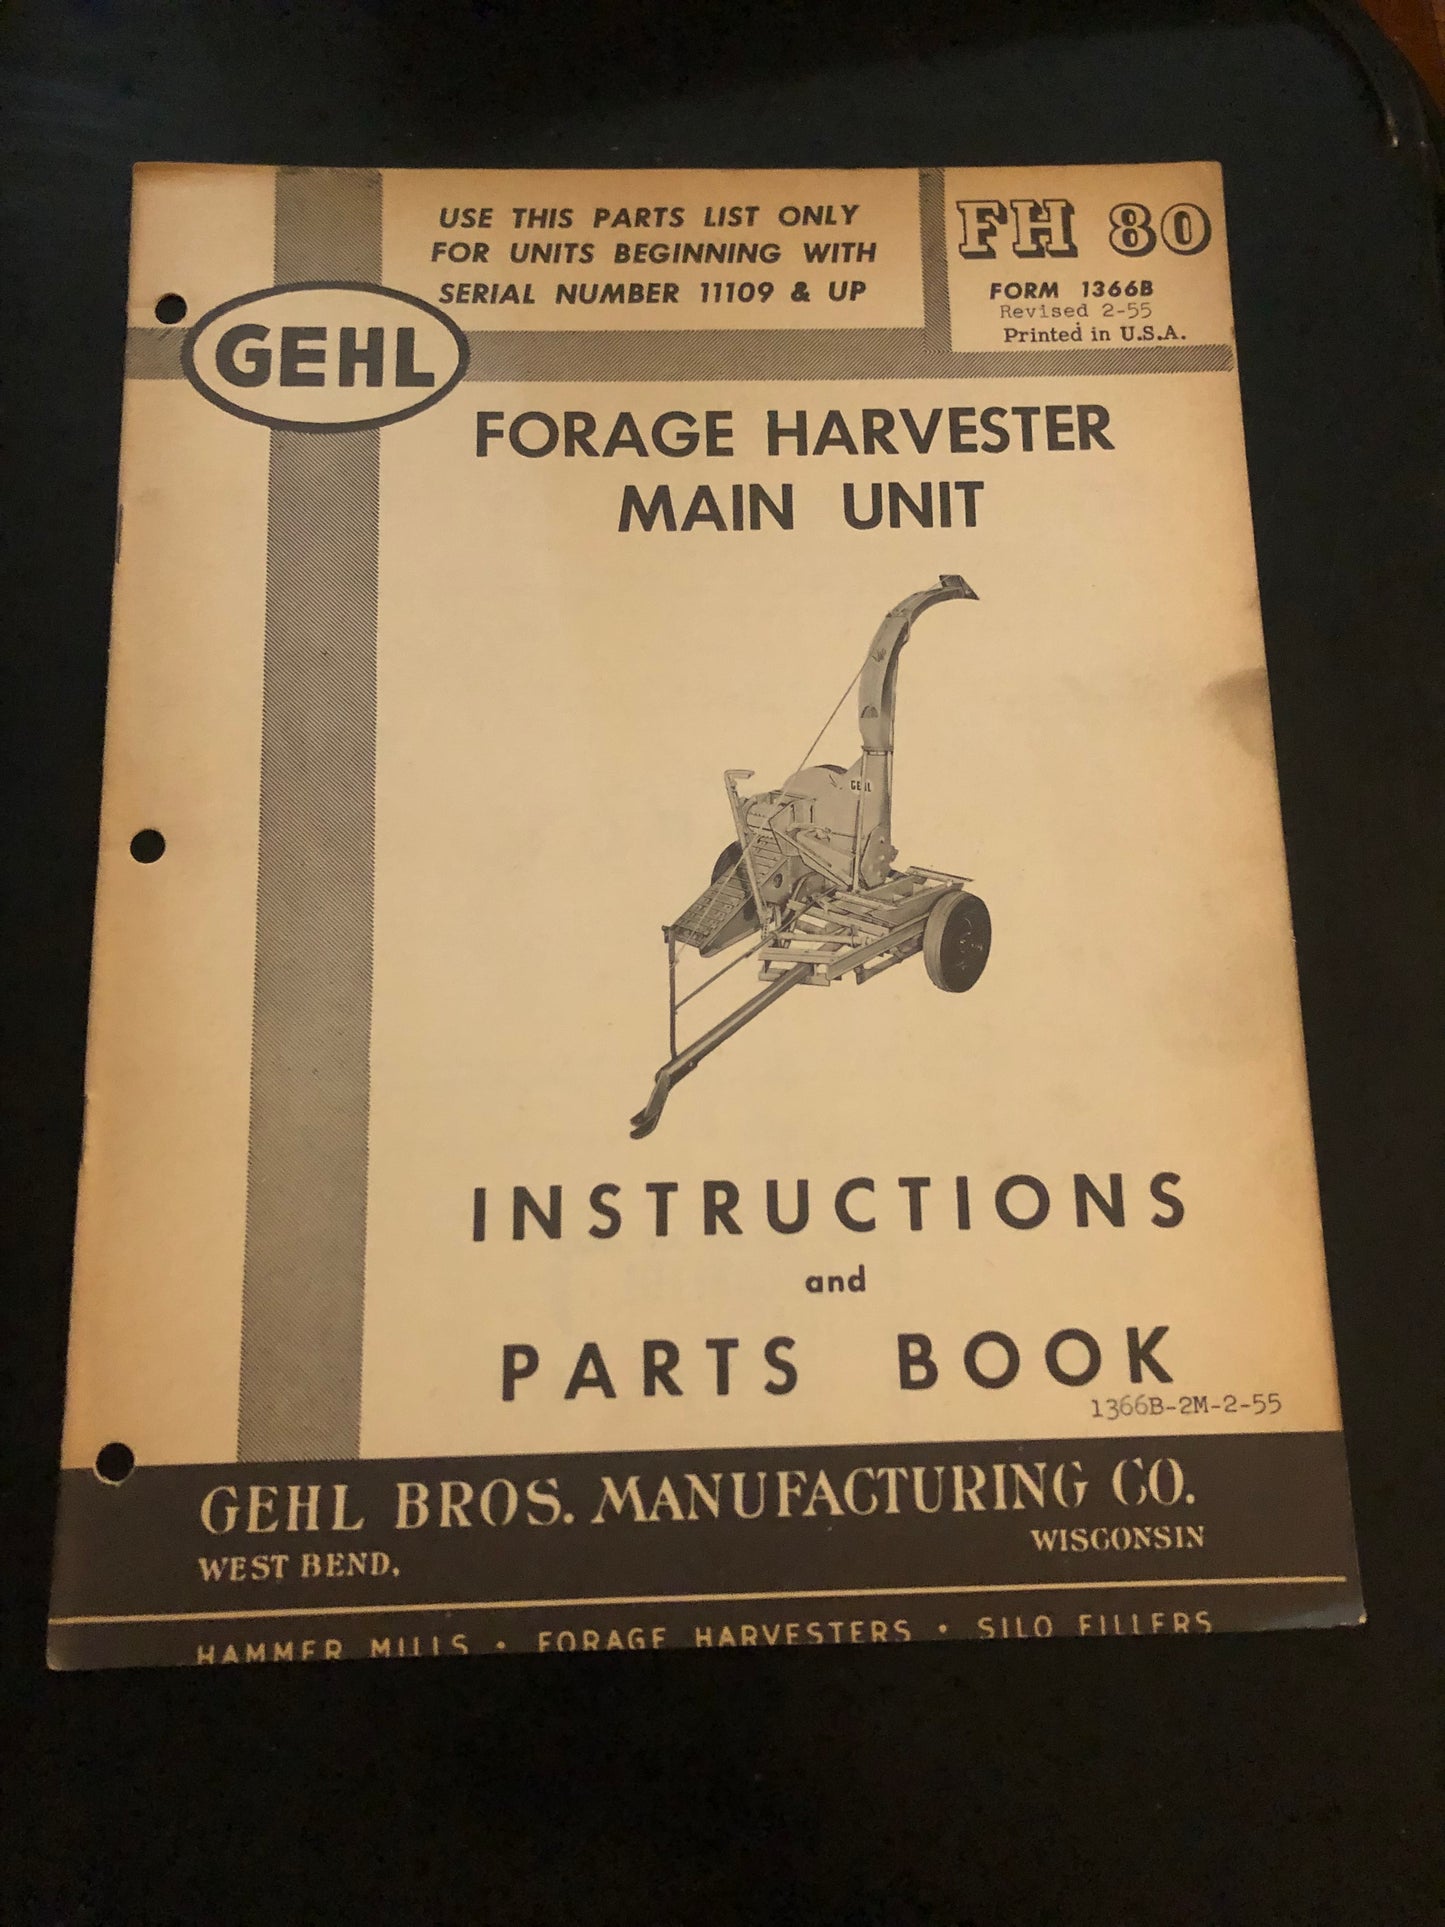 USE THIS PARTS LIST ONLY
FOR UNITS BEGINNING WITH
SERIAL NUMBER 11109 & UP
FH 80
FORM 1366B
Revised 2-55
Printed in U.S.A.
GEHL
FORAGE HARVESTER
MAIN UNIT
GEHL
INSTRUCTIONS
and
PARTS BOOK
1366B-2M-2-55
GEHL BROS. MANUFACTURING CO.
WEST BEND, WISCONSIN
HAMMER MILLS • FORAGE HARVESTERS • SILO FILLERS